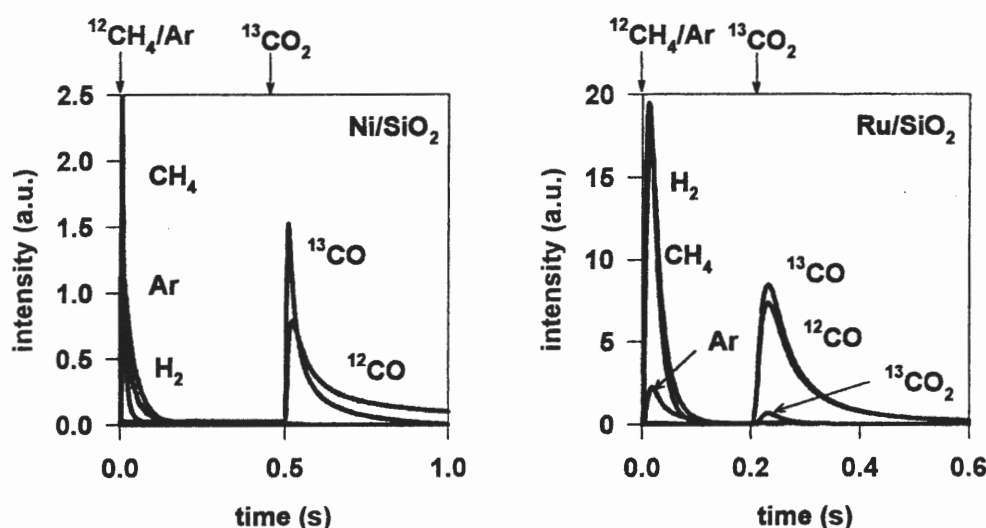 ¹²CH₄/Ar
¹³CO₂
2.5
2.0
1.5
1.0
0.5
0.0
intensity (a.u.)
Ni/SiO₂
CH₄
Ar
H₂
¹³CO
¹²CO
0.0
0.5
1.0
time (s)
¹²CH₄/Ar
¹³CO₂
20
15
10
5
0
intensity (a.u.)
Ru/SiO₂
H₂
CH₄
Ar
¹³CO
¹²CO
¹³CO₂
0.0
0.2
0.4
0.6
time (s)